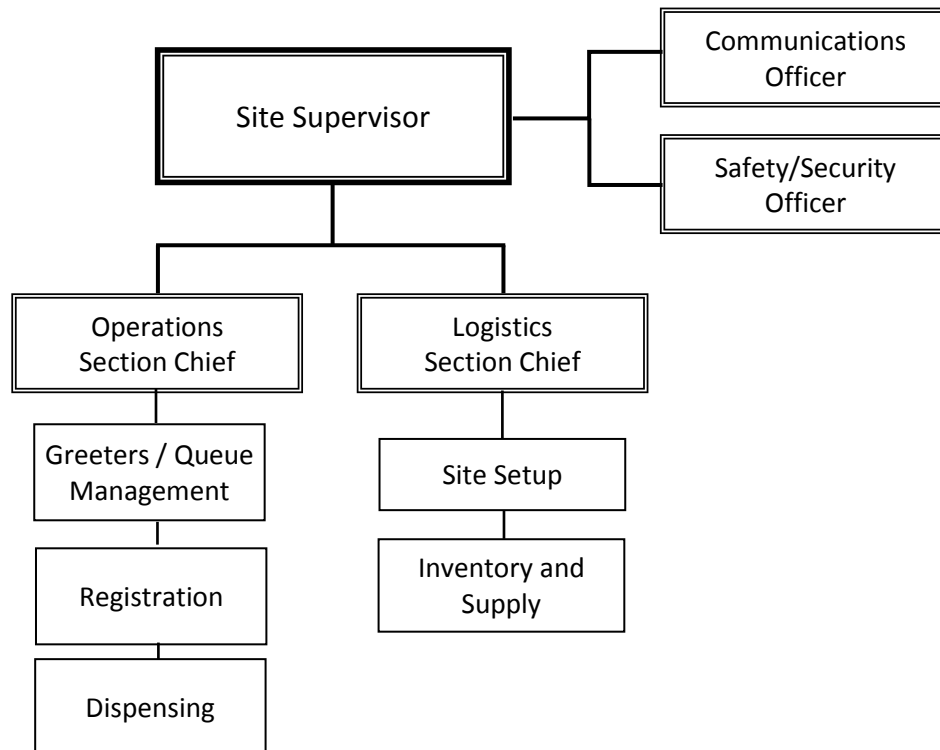 Site Supervisor
Communications
Officer
Safety/Security
Officer
Operations
Section Chief
Logistics
Section Chief
Greeters / Queue
Management
Site Setup
Registration
Inventory and
Supply
Dispensing